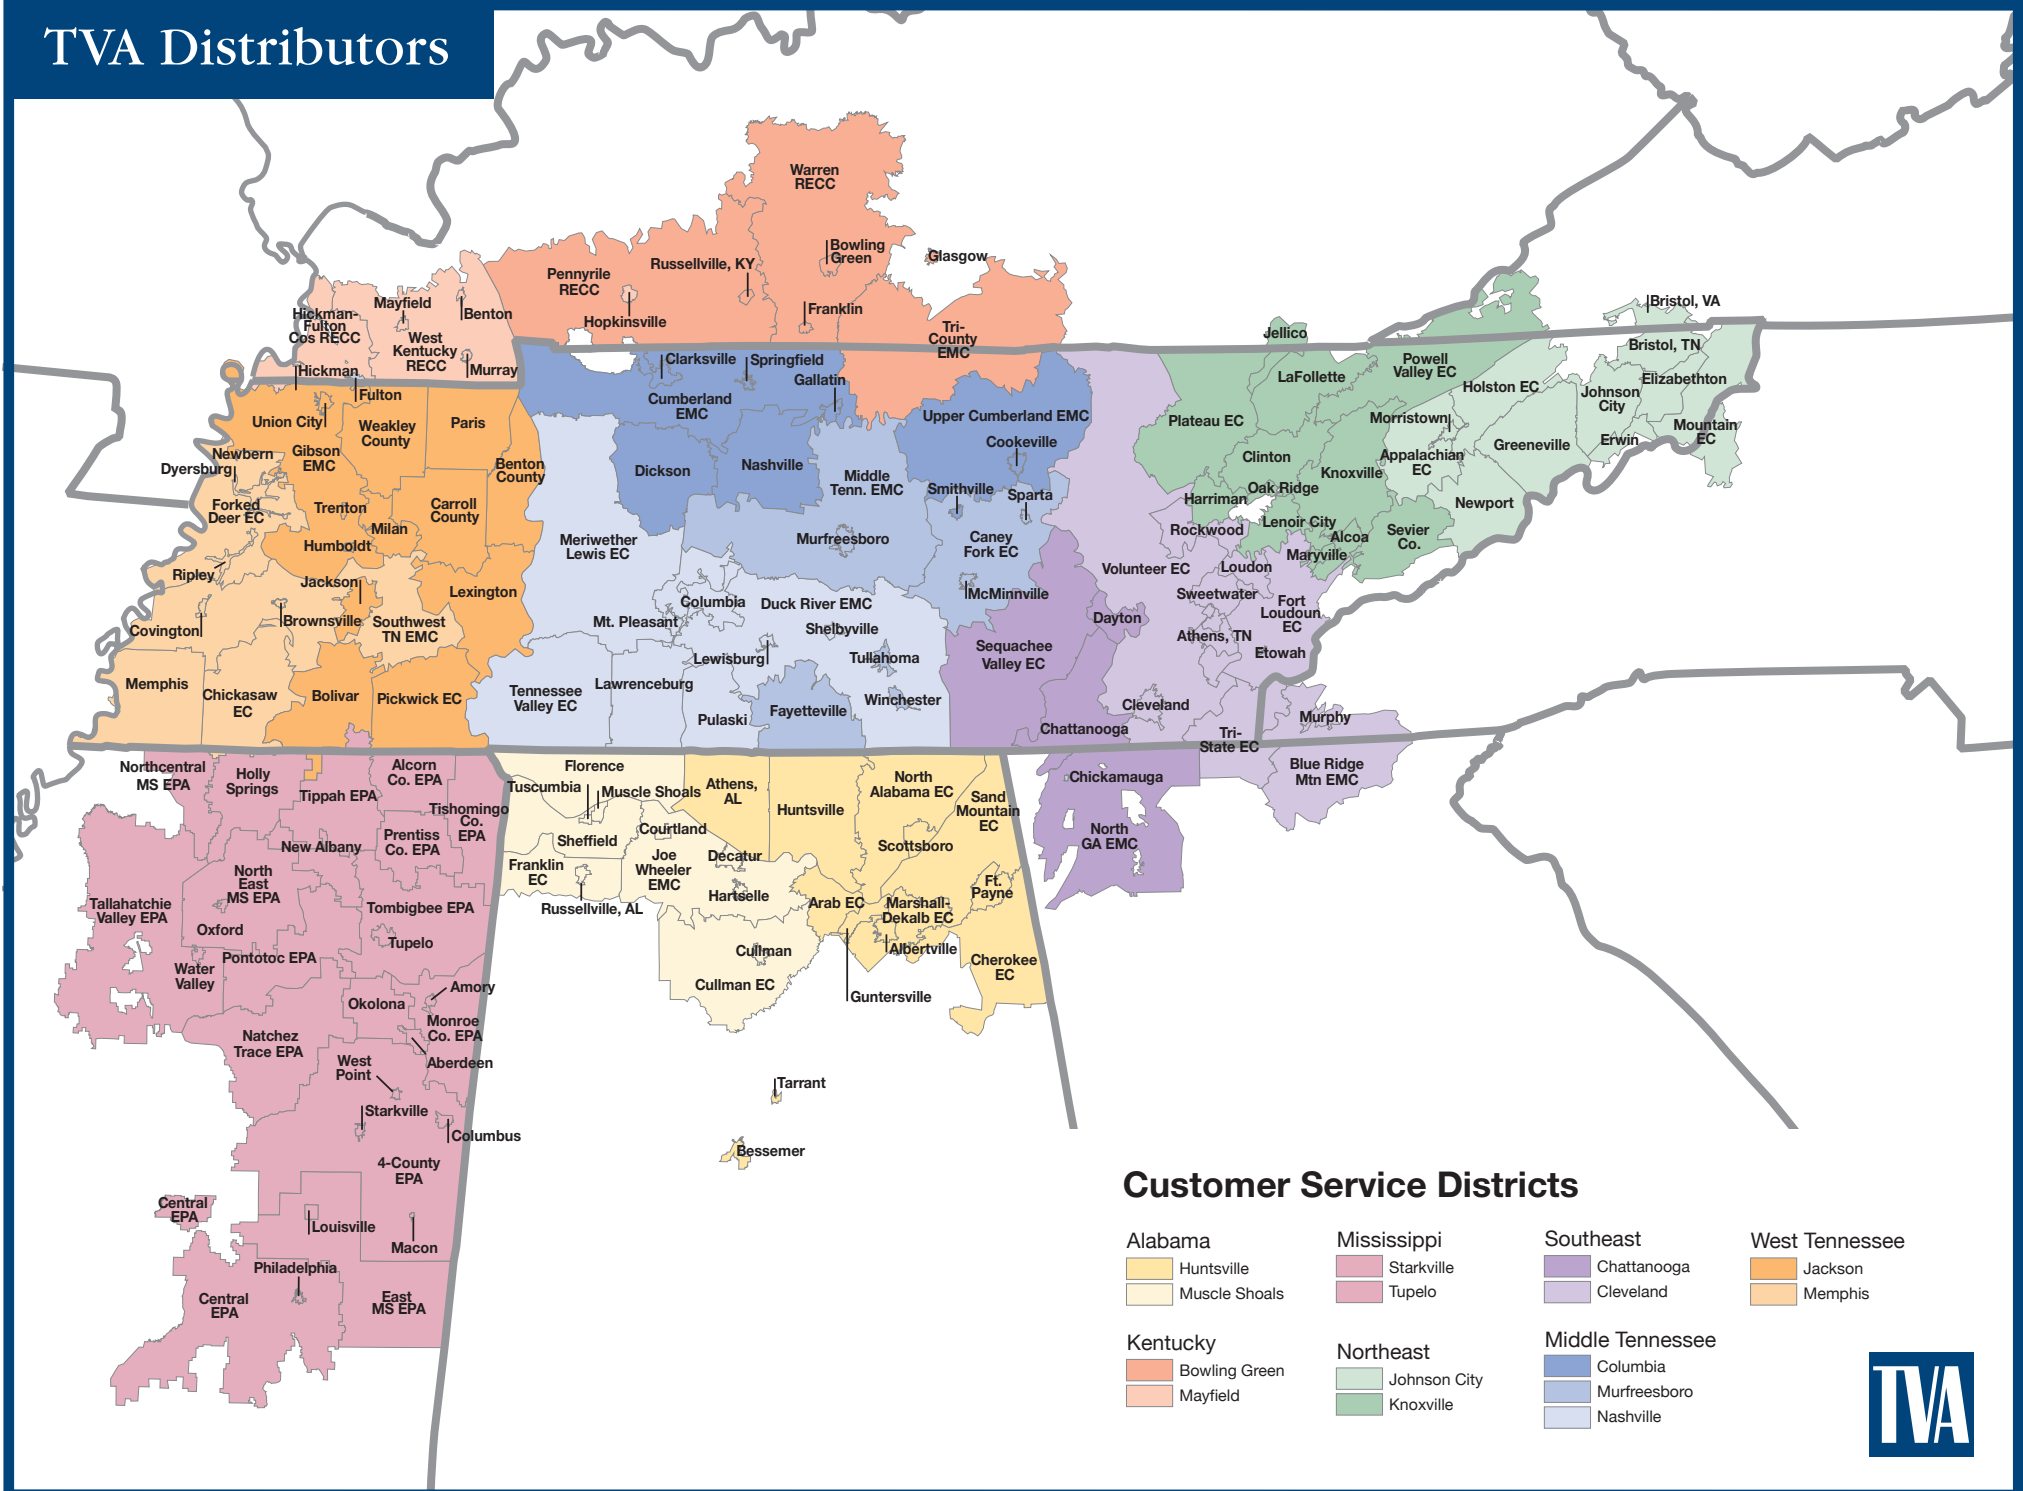 TVA Distributors
Warren
RECC
Bowling
Green
Glasgow
Russellville, KY
Pennyrile
RECC
Hopkinsville
Franklin
Tri-
County
EMC
Mayfield
Benton
Hickman-
Fulton
Cos RECC
West
Kentucky
RECC
Murray
Hickman
Fulton
Union City
Weakley
County
Paris
Gibson
EMC
Newbern
Dyersburg
Benton
County
Forked
Deer EC
Trenton
Milan
Carroll
County
Humboldt
Ripley
Jackson
Lexington
Covington
Brownsville
Southwest
TN EMC
Memphis
Chickasaw
EC
Bolivar
Pickwick EC
Clarksville
Springfield
Gallatin
Cumberland
EMC
Upper Cumberland EMC
Cookeville
Dickson
Nashville
Middle
Tenn. EMC
Smithville
Sparta
Meriwether
Lewis EC
Murfreesboro
Caney
Fork EC
McMinnville
Columbia
Duck River EMC
Mt. Pleasant
Shelbyville
Lewisburg
Tullahoma
Tennessee
Valley EC
Lawrenceburg
Pulaski
Fayetteville
Winchester
Jellico
Powell
Valley EC
LaFollette
Plateau EC
Clinton
Knoxville
Oak Ridge
Harriman
Lenoir City
Alcoa
Maryville
Sevier
Co.
Bristol, VA
Bristol, TN
Holston EC
Johnson
City
Elizabethton
Morristown
Mountain
EC
Erwin
Greeneville
Appalachian
EC
Newport
Rockwood
Volunteer EC
Loudon
Sweetwater
Fort
Loudoun
EC
Dayton
Athens, TN
Etowah
Sequachee
Valley EC
Cleveland
Chattanooga
Murphy
Tri-
State EC
Blue Ridge
Mtn EMC
Chickamauga
North
GA EMC
Northcentral
MS EPA
Holly
Springs
Tippah EPA
Alcorn
Co. EPA
Tishomingo
Co.
EPA
Prentiss
Co. EPA
New Albany
North
East
MS EPA
Tallahatchie
Valley EPA
Oxford
Tombigbee EPA
Tupelo
Pontotoc EPA
Water
Valley
Amory
Okolona
Monroe
Co. EPA
Natchez
Trace EPA
Aberdeen
West
Point
Starkville
Columbus
4-County
EPA
Central
EPA
Louisville
Macon
Philadelphia
Central
EPA
East
MS EPA
Florence
Tuscumbia
Muscle Shoals
Sheffield
Courtland
Franklin
EC
Joe
Wheeler
EMC
Decatur
Hartselle
Russellville, AL
Cullman
Cullman EC
Athens,
AL
Huntsville
North
Alabama EC
Sand
Mountain
EC
Scottsboro
Ft.
Payne
Arab EC
Marshall-
Dekalb EC
Albertville
Cherokee
EC
Guntersville
Tarrant
Bessemer
Customer Service Districts
Alabama
Huntsville
Muscle Shoals
Kentucky
Bowling Green
Mayfield
Mississippi
Starkville
Tupelo
Northeast
Johnson City
Knoxville
Southeast
Chattanooga
Cleveland
Middle Tennessee
Columbia
Murfreesboro
Nashville
West Tennessee
Jackson
Memphis
TVA